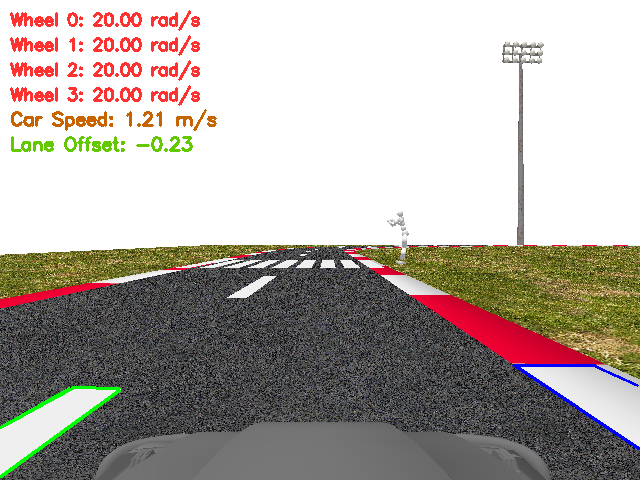 Wheel 0: 20.00 rad/s
Wheel 1: 20.00 rad/s
Wheel 2: 20.00 rad/s
Wheel 3: 20.00 rad/s
Car Speed: 1.21 m/s
Lane Offset: -0.23